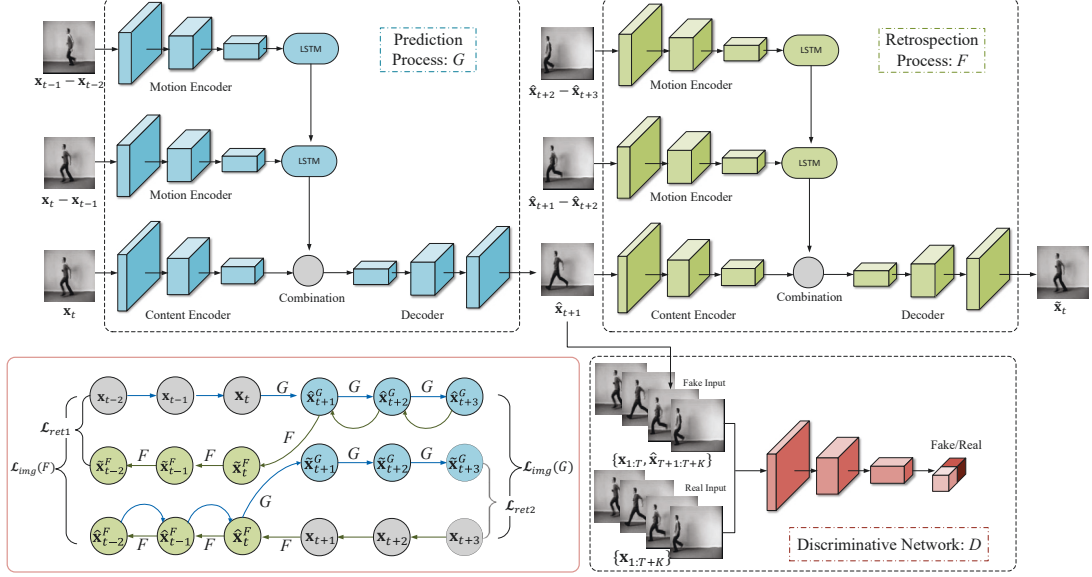 Prediction
Process: G
LSTM
Motion Encoder
x_{t−1} − x_{t−2}
LSTM
Motion Encoder
x_t − x_{t−1}
Content Encoder
Combination
Decoder
x_t
Retrospection
Process: F
LSTM
Motion Encoder
x̂_{t+2} − x̂_{t+3}
LSTM
Motion Encoder
x̂_{t+1} − x̂_{t+2}
Content Encoder
Combination
Decoder
x̂_{t+1}
x̃_t
x_{t−2} x_{t−1} x_t G x̂^G_{t+1} G x̂^G_{t+2} G x̂^G_{t+3}
ℒ_{ret1}
F
x̃^F_{t−2} F x̃^F_{t−1} F x̃^F_t
x̃^G_{t+1} G x̃^G_{t+2} G x̃^G_{t+3}
ℒ_{img}(F)
ℒ_{img}(G)
G
ℒ_{ret2}
x̂^F_{t−2} F x̂^F_{t−1} F x̂^F_t F x_{t+1} x_{t+2} x_{t+3}
Fake Input
{x_{1:T}, x̂_{T+1:T+K}}
Real Input
{x_{1:T+K}}
Fake/Real
Discriminative Network: D